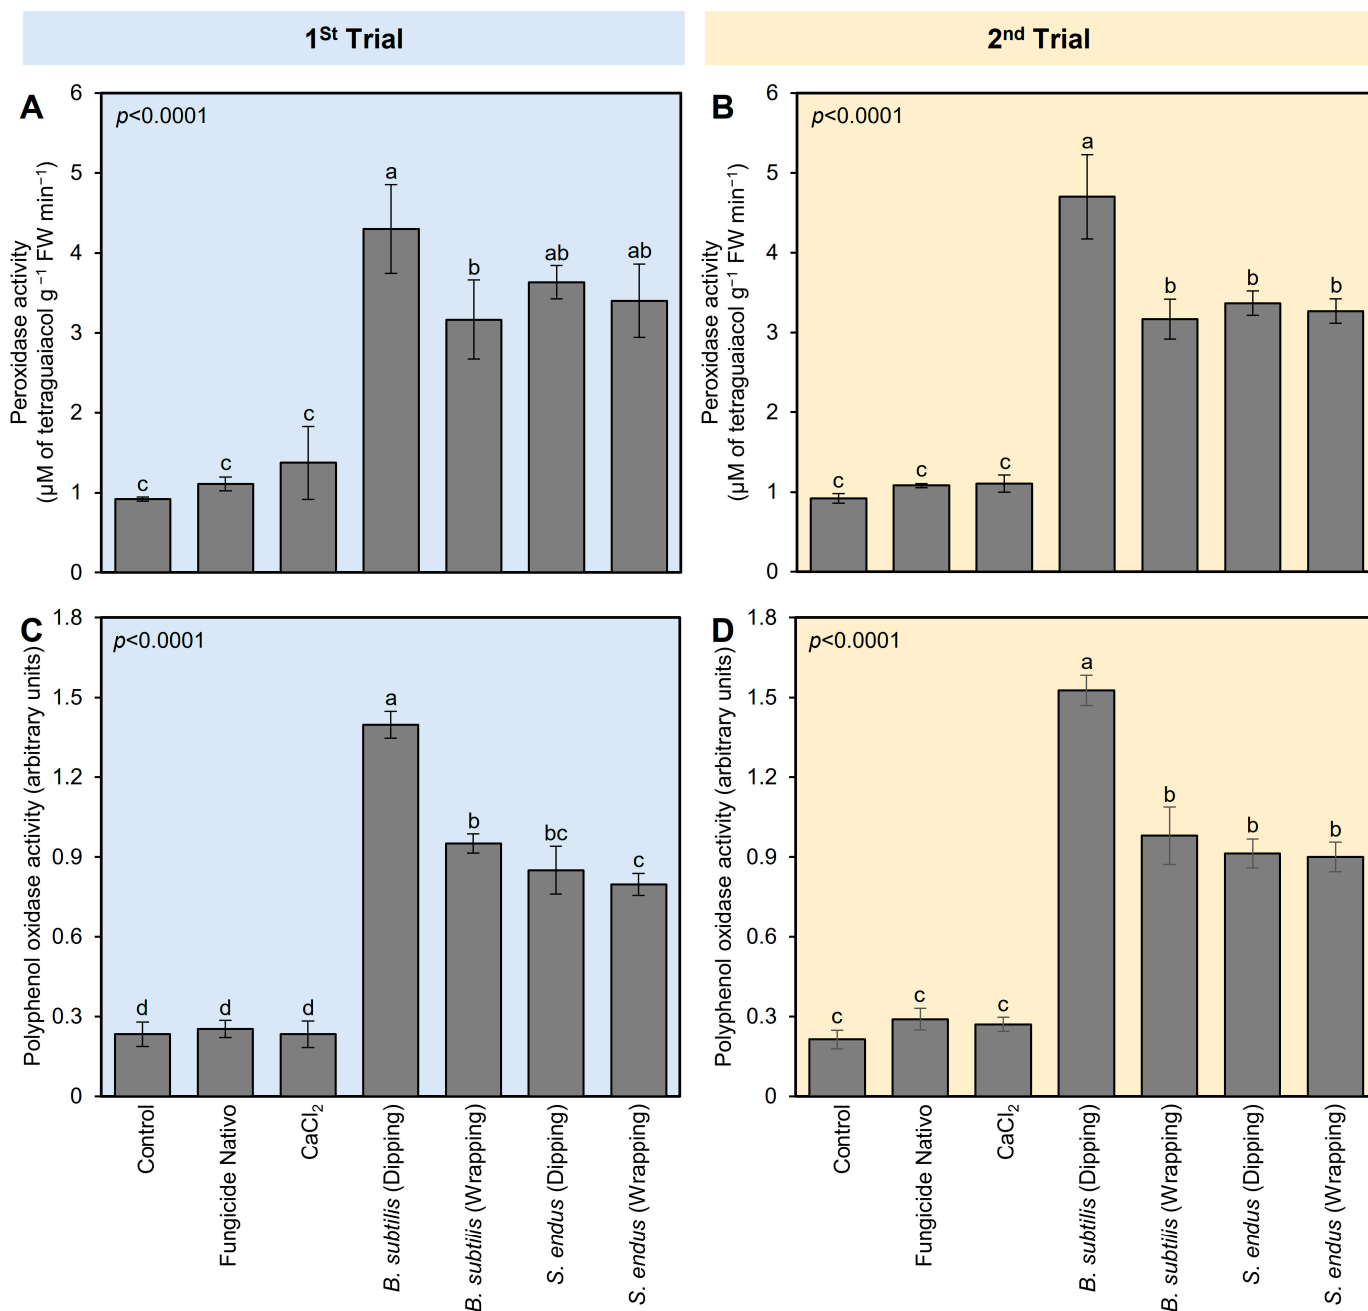 1St Trial
2nd Trial
A
p<0.0001
Peroxidase activity
(µM of tetraguaiacol g⁻¹ FW min⁻¹)
6
5
4
3
2
1
0
c
c
c
a
b
ab
ab
B
p<0.0001
Peroxidase activity
(µM of tetraguaiacol g⁻¹ FW min⁻¹)
6
5
4
3
2
1
0
c
c
c
a
b
b
b
C
p<0.0001
Polyphenol oxidase activity (arbitrary units)
1.8
1.5
1.2
0.9
0.6
0.3
0
d
d
d
a
b
bc
c
Control
Fungicide Nativo
CaCl₂
B. subtilis (Dipping)
B. subtilis (Wrapping)
S. endus (Dipping)
S. endus (Wrapping)
D
p<0.0001
Polyphenol oxidase activity (arbitrary units)
1.8
1.5
1.2
0.9
0.6
0.3
0
c
c
c
a
b
b
b
Control
Fungicide Nativo
CaCl₂
B. subtilis (Dipping)
B. subtilis (Wrapping)
S. endus (Dipping)
S. endus (Wrapping)